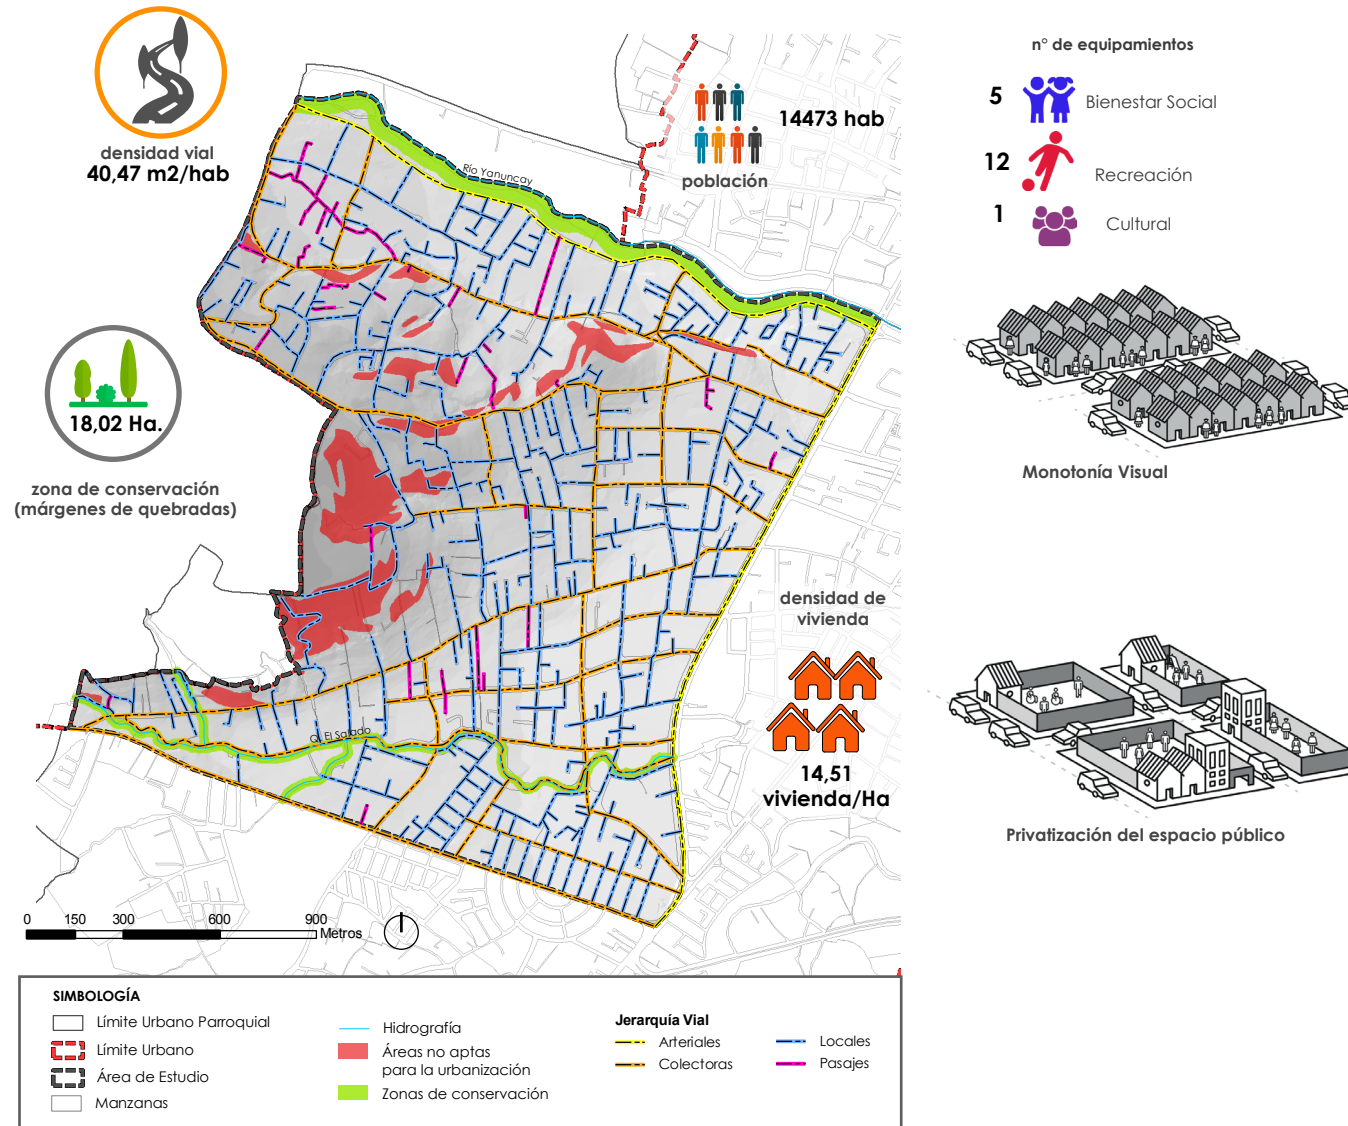 densidad vial
40,47 m2/hab
14473 hab
población
n° de equipamientos
5 Bienestar Social
12 Recreación
1 Cultural
Río Yanuncay
18,02 Ha.
zona de conservación
(márgenes de quebradas)
Monotonía Visual
densidad de
vivienda
14,51
vivienda/Ha
Q. El Salado
Privatización del espacio público
0 150 300 600 900
Metros
SIMBOLOGÍA
Límite Urbano Parroquial
Límite Urbano
Área de Estudio
Manzanas
Hidrografía
Áreas no aptas
para la urbanización
Zonas de conservación
Jerarquía Vial
Arteriales
Colectoras
Locales
Pasajes